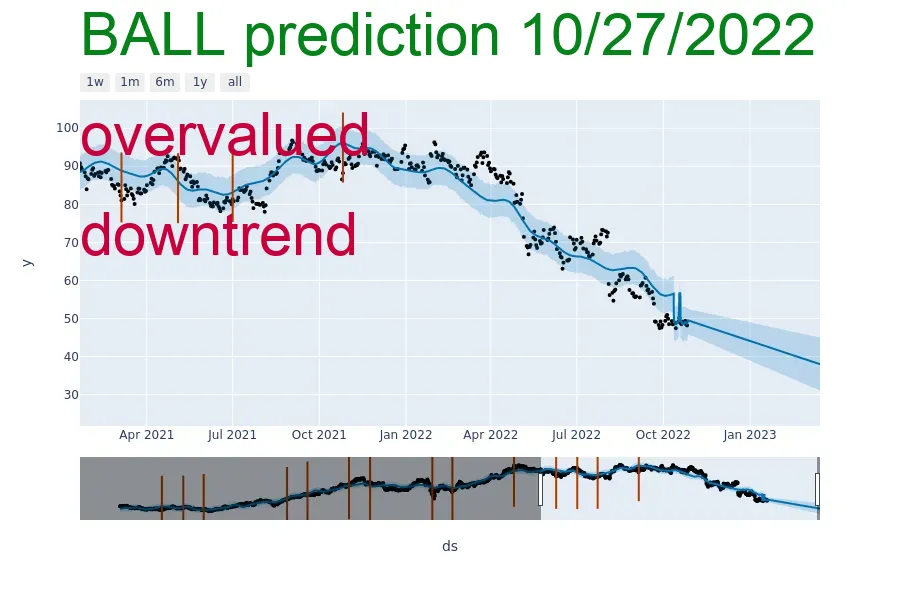 BALL prediction 10/27/2022
1w 1m 6m 1y all
overvalued
downtrend
100
90
80
70
60
50
40
30
y
Apr 2021 Jul 2021 Oct 2021 Jan 2022 Apr 2022 Jul 2022 Oct 2022 Jan 2023
ds